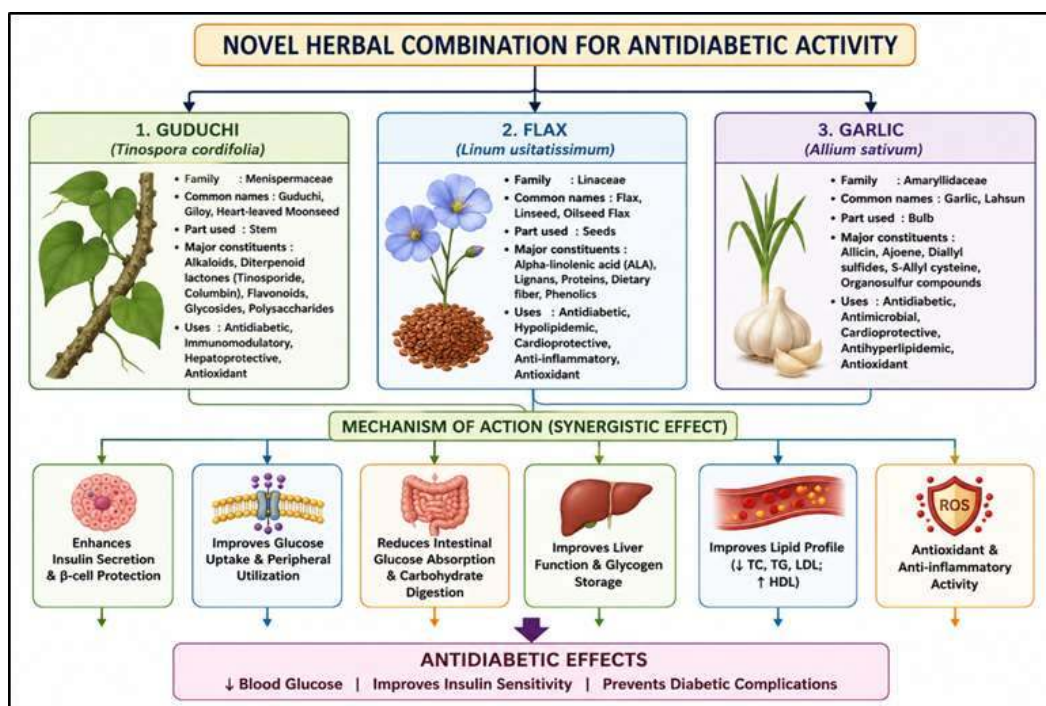 NOVEL HERBAL COMBINATION FOR ANTIDIABETIC ACTIVITY
1. GUDUCHI
(Tinospora cordifolia)
• Family : Menispermaceae
• Common names : Guduchi,
Giloy, Heart-leaved Moonseed
• Part used : Stem
• Major constituents :
Alkaloids, Diterpenoid
lactones (Tinosporide,
Columbin), Flavonoids,
Glycosides, Polysaccharides
• Uses : Antidiabetic,
Immunomodulatory,
Hepatoprotective,
Antioxidant
2. FLAX
(Linum usitatissimum)
• Family : Linaceae
• Common names : Flax,
Linseed, Oilseed Flax
• Part used : Seeds
• Major constituents :
Alpha-linolenic acid (ALA),
Lignans, Proteins, Dietary
fiber, Phenolics
• Uses : Antidiabetic,
Hypolipidemic,
Cardioprotective,
Anti-inflammatory,
Antioxidant
3. GARLIC
(Allium sativum)
• Family : Amaryllidaceae
• Common names : Garlic, Lahsun
• Part used : Bulb
• Major constituents :
Allicin, Ajoene, Diallyl
sulfides, S-Allyl cysteine,
Organosulfur compounds
• Uses : Antidiabetic,
Antimicrobial,
Cardioprotective,
Antihyperlipidemic,
Antioxidant
MECHANISM OF ACTION (SYNERGISTIC EFFECT)
Enhances
Insulin Secretion
& β-cell Protection
Improves Glucose
Uptake & Peripheral
Utilization
Reduces Intestinal
Glucose Absorption
& Carbohydrate
Digestion
Improves Liver
Function & Glycogen
Storage
Improves Lipid Profile
(↓ TC, TG, LDL;
↑ HDL)
ROS
Antioxidant &
Anti-inflammatory
Activity
ANTIDIABETIC EFFECTS
↓ Blood Glucose | Improves Insulin Sensitivity | Prevents Diabetic Complications